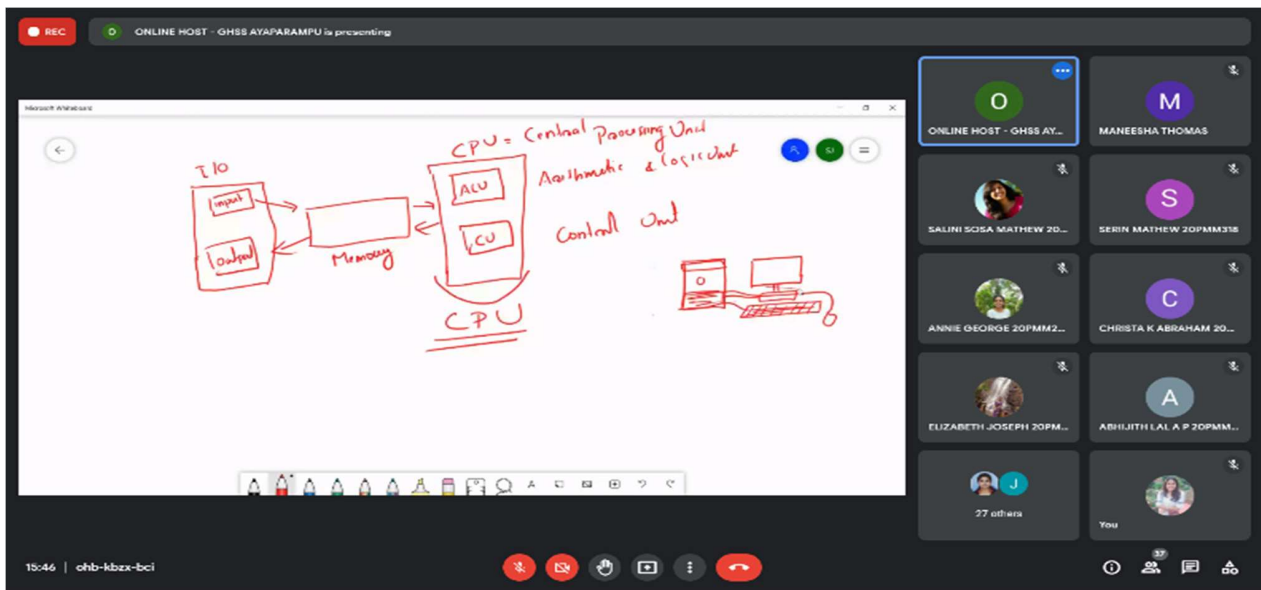 REC
D ONLINE HOST - GHSS AYAPARAMPU is presenting
Microsoft Whiteboard
SJ
CPU = Central Processing Unit
I/O
input
output
Memory
ALU
Arithmetic & logic Unit
CU
Control Unit
CPU
A
O
ONLINE HOST - GHSS AY...
M
MANEESHA THOMAS
SALINI SOSA MATHEW 20...
S
SERIN MATHEW 20PMM318
ANNIE GEORGE 20PMM2...
C
CHRISTA K ABRAHAM 20...
ELIZABETH JOSEPH 20PM...
A
ABHIJITH LAL A P 20PMM...
J
27 others
You
15:46 | ohb-kbzx-bci
37